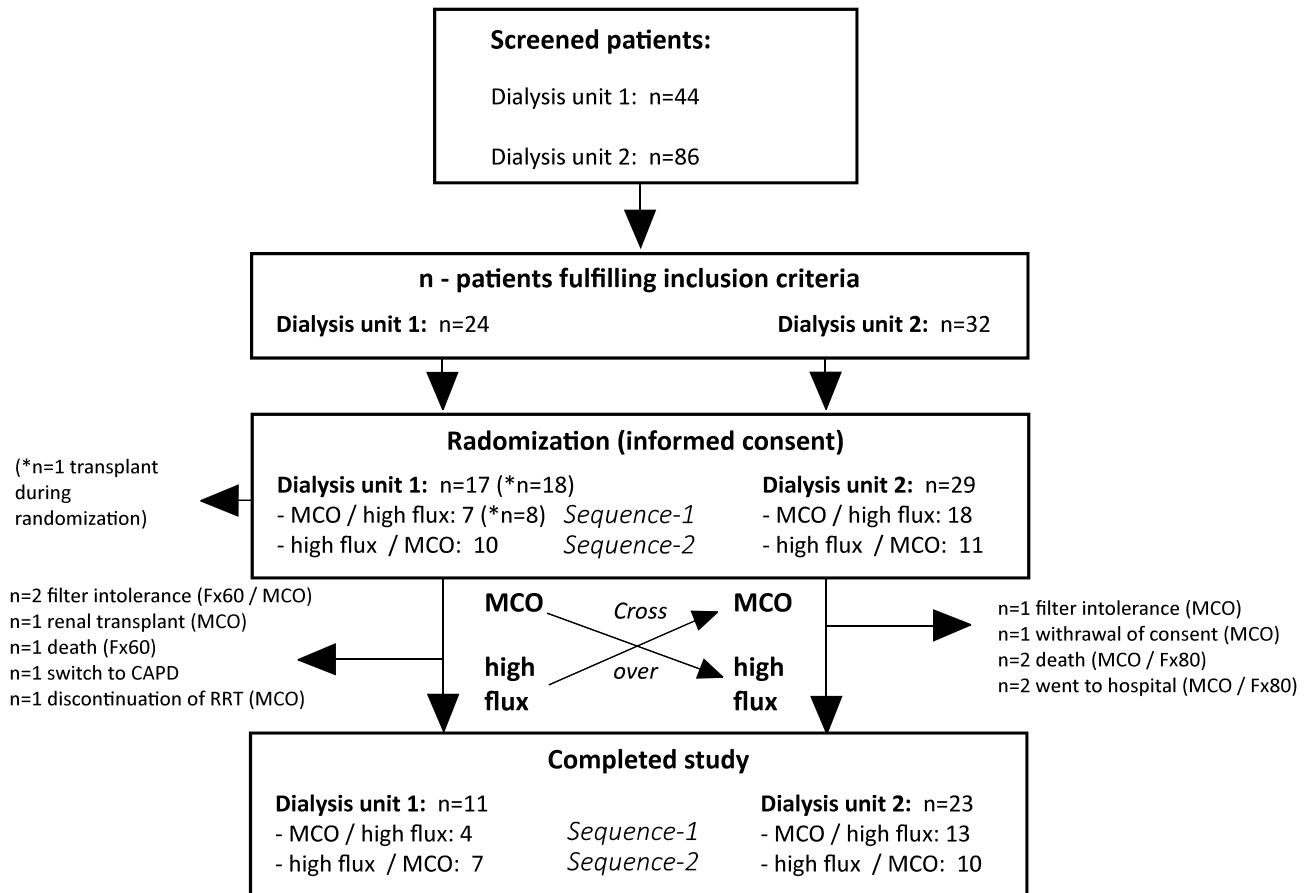 Screened patients:
Dialysis unit 1: n=44
Dialysis unit 2: n=86
n - patients fulfilling inclusion criteria
Dialysis unit 1: n=24
Dialysis unit 2: n=32
Radomization (informed consent)
(*n=1 transplant
during
randomization)
Dialysis unit 1: n=17 (*n=18)
- MCO / high flux: 7 (*n=8)
- high flux / MCO: 10
Sequence-1
Sequence-2
Dialysis unit 2: n=29
- MCO / high flux: 18
- high flux / MCO: 11
n=2 filter intolerance (Fx60 / MCO)
n=1 renal transplant (MCO)
n=1 death (Fx60)
n=1 switch to CAPD
n=1 discontinuation of RRT (MCO)
MCO
high
flux
Cross
over
MCO
high
flux
n=1 filter intolerance (MCO)
n=1 withrawal of consent (MCO)
n=2 death (MCO / Fx80)
n=2 went to hospital (MCO / Fx80)
Completed study
Dialysis unit 1: n=11
- MCO / high flux: 4
- high flux / MCO: 7
Sequence-1
Sequence-2
Dialysis unit 2: n=23
- MCO / high flux: 13
- high flux / MCO: 10